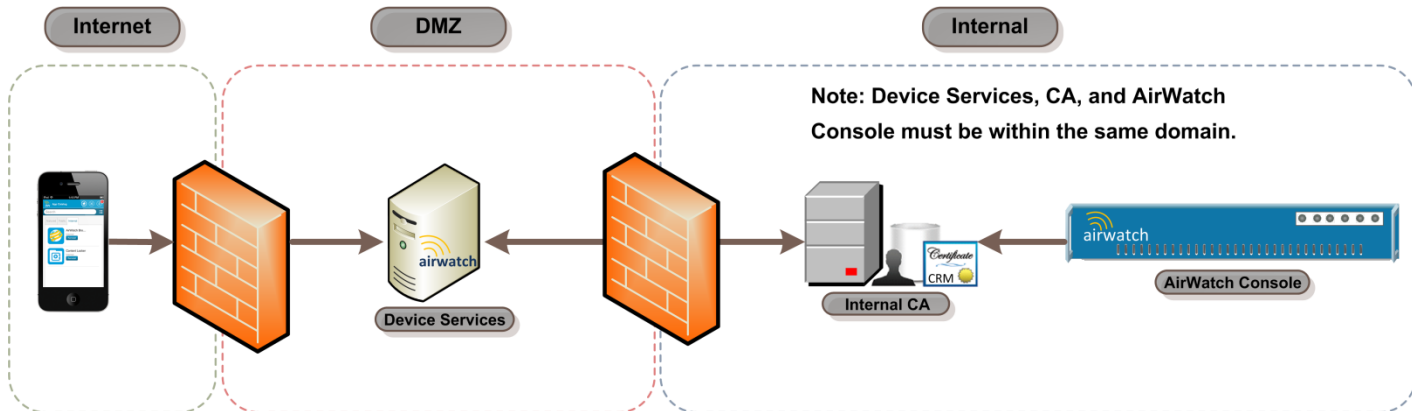 Internet
DMZ
Internal
Note: Device Services, CA, and AirWatch
Console must be within the same domain.
airwatch
Device Services
Certificate
CRM
Internal CA
airwatch
AirWatch Console